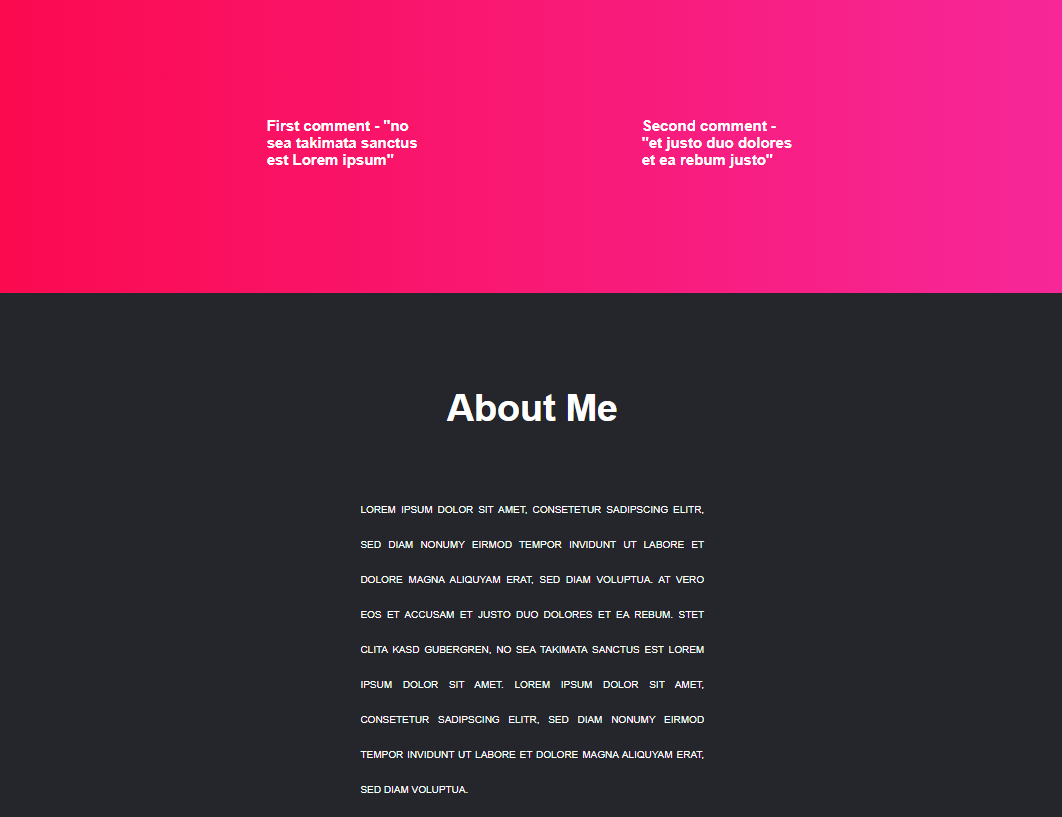 First comment - "no
sea takimata sanctus
est Lorem ipsum"
Second comment -
"et justo duo dolores
et ea rebum justo"
About Me
LOREM IPSUM DOLOR SIT AMET, CONSETETUR SADIPSCING ELITR,
SED DIAM NONUMY EIRMOD TEMPOR INVIDUNT UT LABORE ET
DOLORE MAGNA ALIQUYAM ERAT, SED DIAM VOLUPTUA. AT VERO
EOS ET ACCUSAM ET JUSTO DUO DOLORES ET EA REBUM. STET
CLITA KASD GUBERGREN, NO SEA TAKIMATA SANCTUS EST LOREM
IPSUM DOLOR SIT AMET. LOREM IPSUM DOLOR SIT AMET,
CONSETETUR SADIPSCING ELITR, SED DIAM NONUMY EIRMOD
TEMPOR INVIDUNT UT LABORE ET DOLORE MAGNA ALIQUYAM ERAT,
SED DIAM VOLUPTUA.